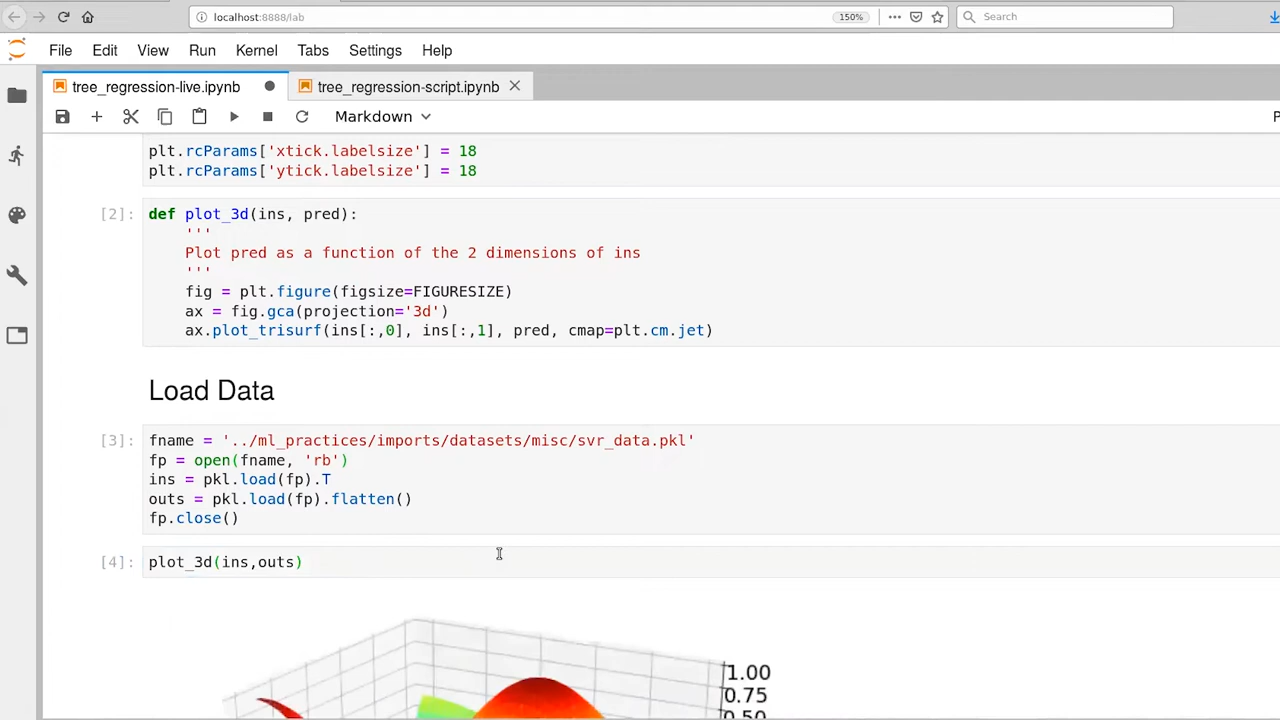 localhost:8888/lab
150%
Search
File Edit View Run Kernel Tabs Settings Help
tree_regression-live.ipynb
tree_regression-script.ipynb
Markdown
P
plt.rcParams['xtick.labelsize'] = 18
plt.rcParams['ytick.labelsize'] = 18
[2]:
def plot_3d(ins, pred):
'''
Plot pred as a function of the 2 dimensions of ins
'''
fig = plt.figure(figsize=FIGURESIZE)
ax = fig.gca(projection='3d')
ax.plot_trisurf(ins[:,0], ins[:,1], pred, cmap=plt.cm.jet)
Load Data
[3]:
fname = '../ml_practices/imports/datasets/misc/svr_data.pkl'
fp = open(fname, 'rb')
ins = pkl.load(fp).T
outs = pkl.load(fp).flatten()
fp.close()
[4]:
plot_3d(ins,outs)
1.00
0.75
0.50